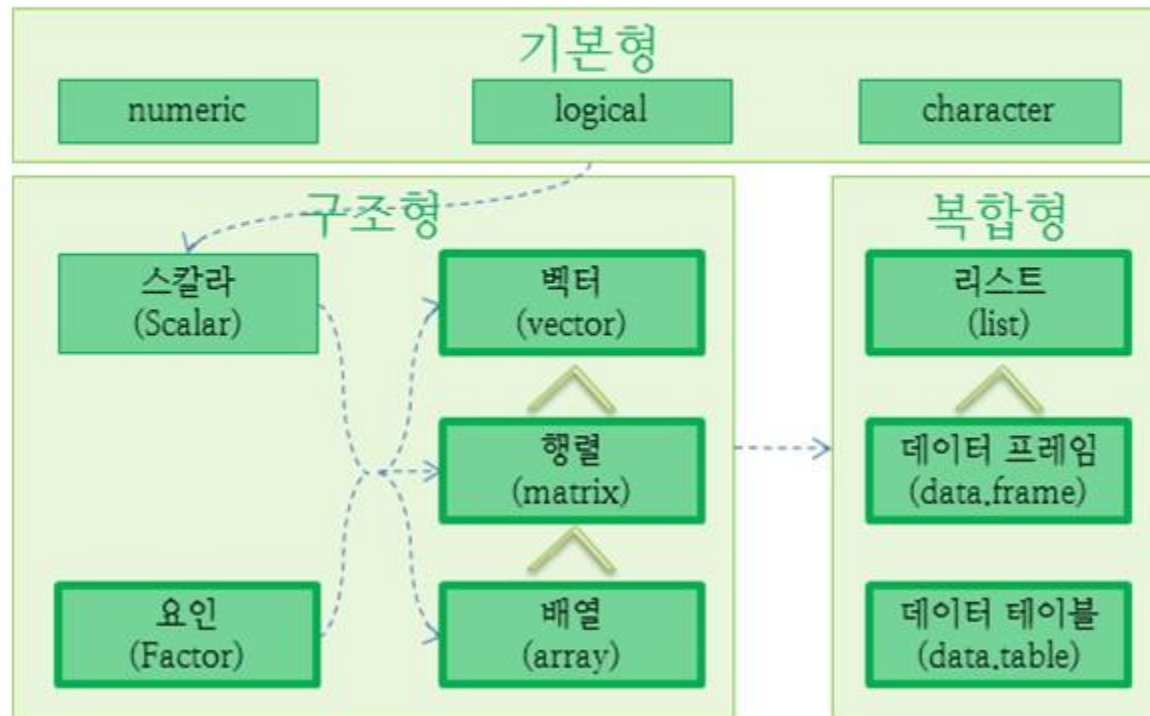 기본형
numeric
logical
character
구조형
스칼라
(Scalar)
벡터
(vector)
행렬
(matrix)
요인
(Factor)
배열
(array)
복합형
리스트
(list)
데이터 프레임
(data.frame)
데이터 테이블
(data.table)